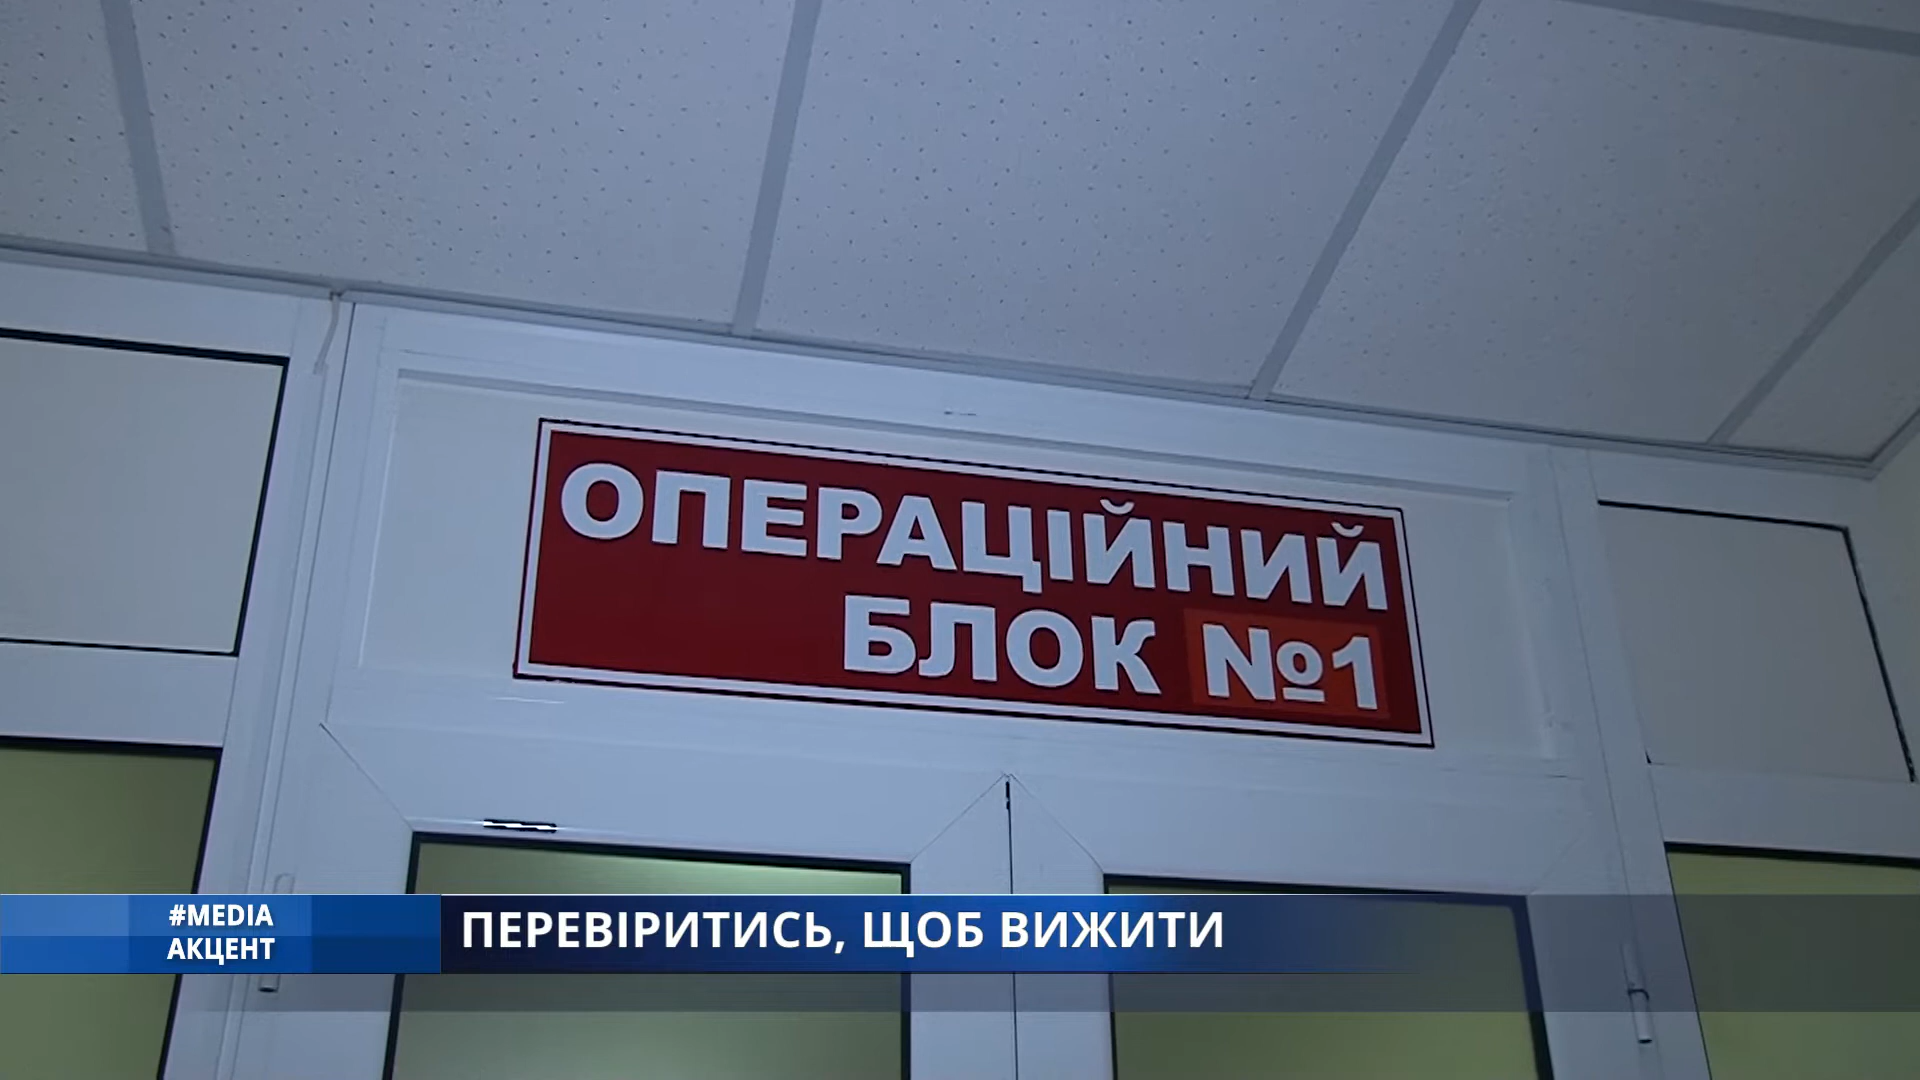 ОПЕРАЦІЙНИЙ
БЛОК №1
#MEDIA
АКЦЕНТ
ПЕРЕВІРИТИСЬ, ЩОБ ВИЖИТИ